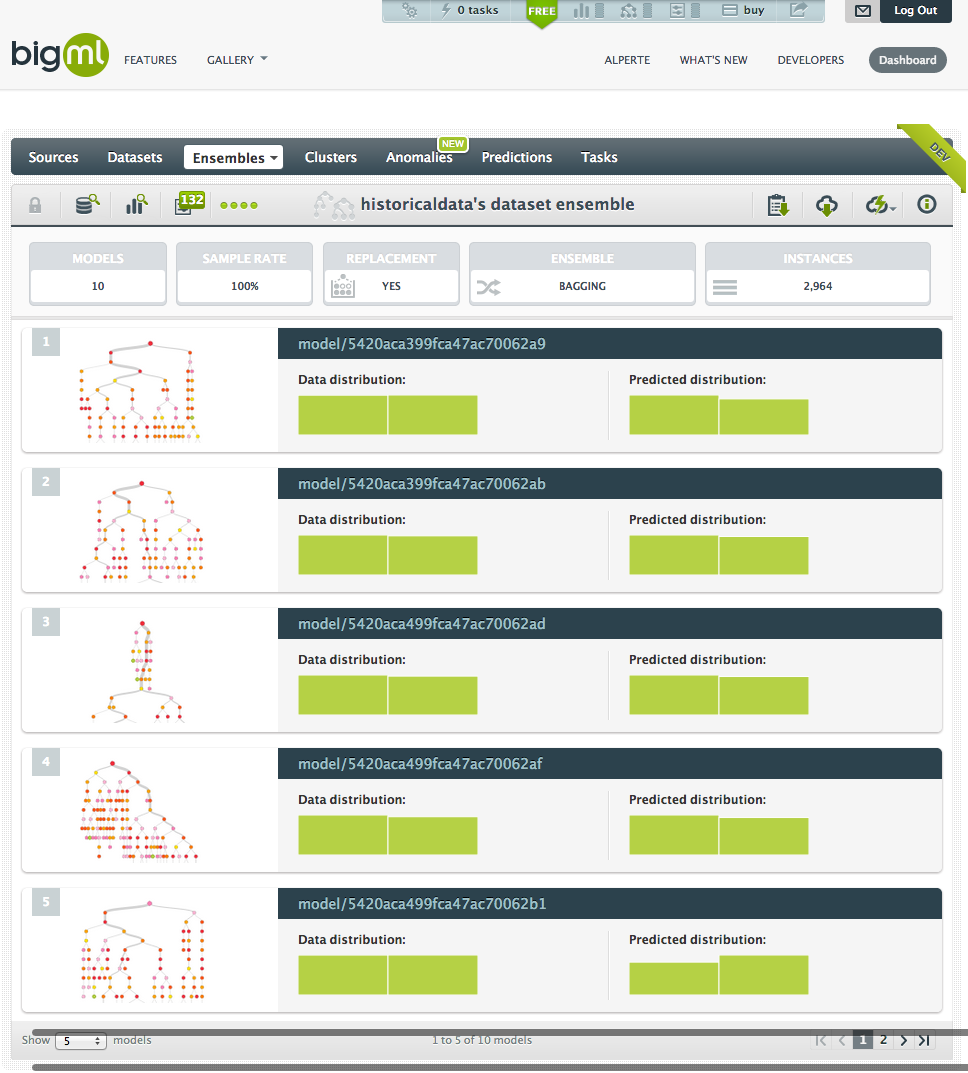 0 tasks
FREE
buy
Log Out
bigml
FEATURES
GALLERY
ALPERTE
WHAT'S NEW
DEVELOPERS
Dashboard
Sources
Datasets
Ensembles
Clusters
Anomalies
NEW
Predictions
Tasks
DEV
132
historicaldata's dataset ensemble
MODELS
10
SAMPLE RATE
100%
REPLACEMENT
YES
ENSEMBLE
BAGGING
INSTANCES
2,964
1
model/5420aca399fca47ac70062a9
Data distribution:
Predicted distribution:
2
model/5420aca399fca47ac70062ab
Data distribution:
Predicted distribution:
3
model/5420aca499fca47ac70062ad
Data distribution:
Predicted distribution:
4
model/5420aca499fca47ac70062af
Data distribution:
Predicted distribution:
5
model/5420aca499fca47ac70062b1
Data distribution:
Predicted distribution:
Show 5 models
1 to 5 of 10 models
1 2